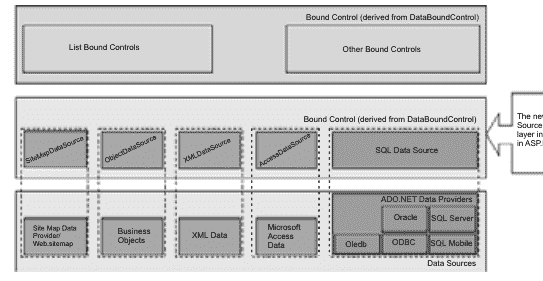 Bound Control (derived from DataBoundControl)
List Bound Controls
Other Bound Controls
Bound Control (derived from DataBoundControl)
SiteMapDataSource
ObjectDataSource
XMLDataSource
AccessDataSource
SQL Data Source
The new
Source
layer in
in ASP.
ADO.NET Data Providers
Site Map Data
Provider/
Web.sitemap
Business
Objects
XML Data
Microsoft
Access
Data
Oracle
SQL Server
Oledb
ODBC
SQL Mobile
Data Sources